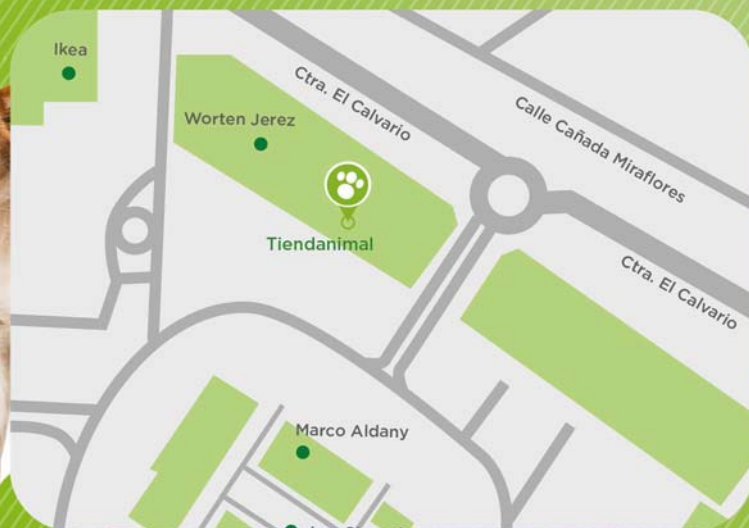 Ikea
Ctra. El Calvario
Calle Cañada Miraflores
Worten Jerez
Tiendanimal
Ctra. El Calvario
Marco Aldany